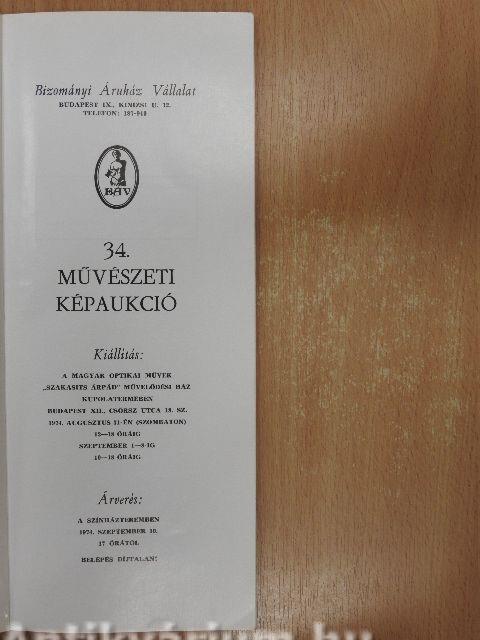 Bizományi Áruház Vállalat
BUDAPEST IX., KINIZSI U. 12.
TELEFON: 187-940
BÁV
34.
MŰVÉSZETI
KÉPAUKCIÓ
Kiállítás:
A MAGYAR OPTIKAI MŰVEK
„SZAKASITS ÁRPÁD” MŰVELŐDÉSI HÁZ
KUPOLATERMÉBEN
BUDAPEST XII., CSÖRSZ UTCA 18. SZ.
1974. AUGUSZTUS 31-ÉN (SZOMBATON)
12—18 ÓRÁIG
SZEPTEMBER 1—8-IG
10—18 ÓRÁIG
Árverés:
A SZÍNHÁZTEREMBEN
1974. SZEPTEMBER 10.
17 ÓRÁTÓL
BELÉPÉS DÍJTALAN!